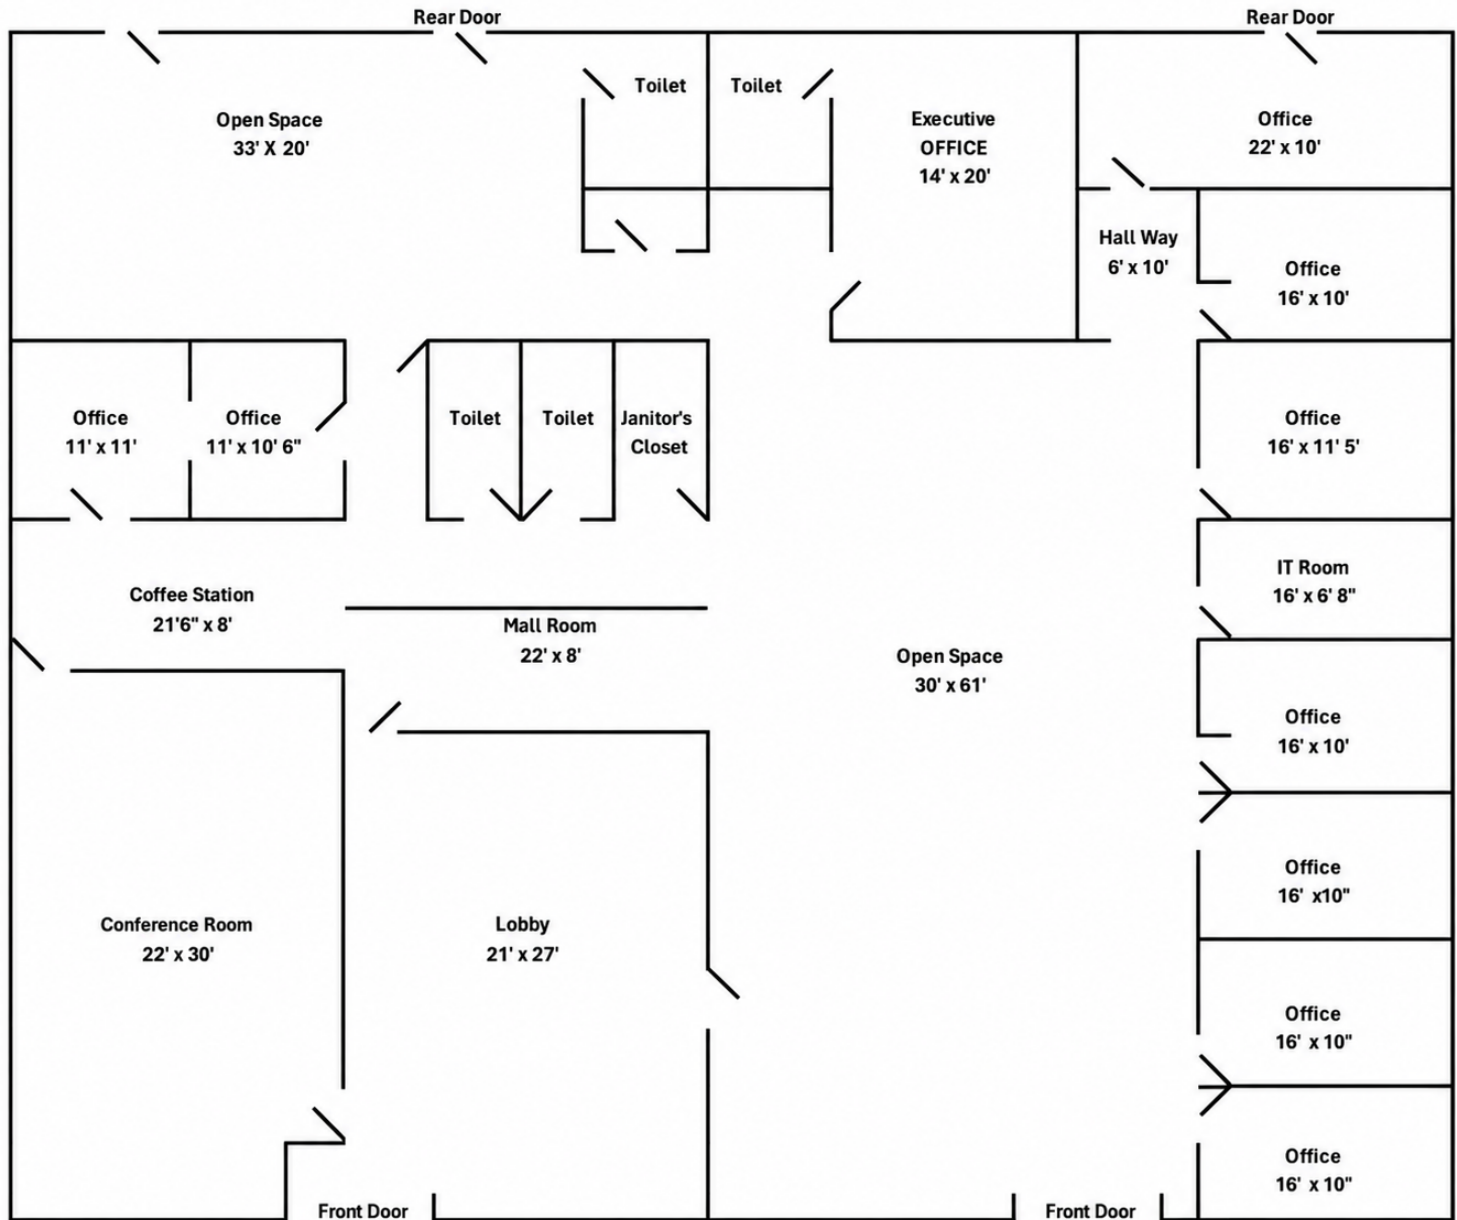 Rear Door
Rear Door
Open Space
33' X 20'
Toilet
Toilet
Executive
OFFICE
14' x 20'
Office
22' x 10'
Hall Way
6' x 10'
Office
16' x 10'
Office
11' x 11'
Office
11' x 10' 6"
Toilet
Toilet
Janitor's
Closet
Office
16' x 11' 5'
Coffee Station
21'6" x 8'
Mall Room
22' x 8'
Open Space
30' x 61'
IT Room
16' x 6' 8"
Office
16' x 10'
Office
16' x10"
Conference Room
22' x 30'
Lobby
21' x 27'
Office
16' x 10"
Office
16' x 10"
Front Door
Front Door